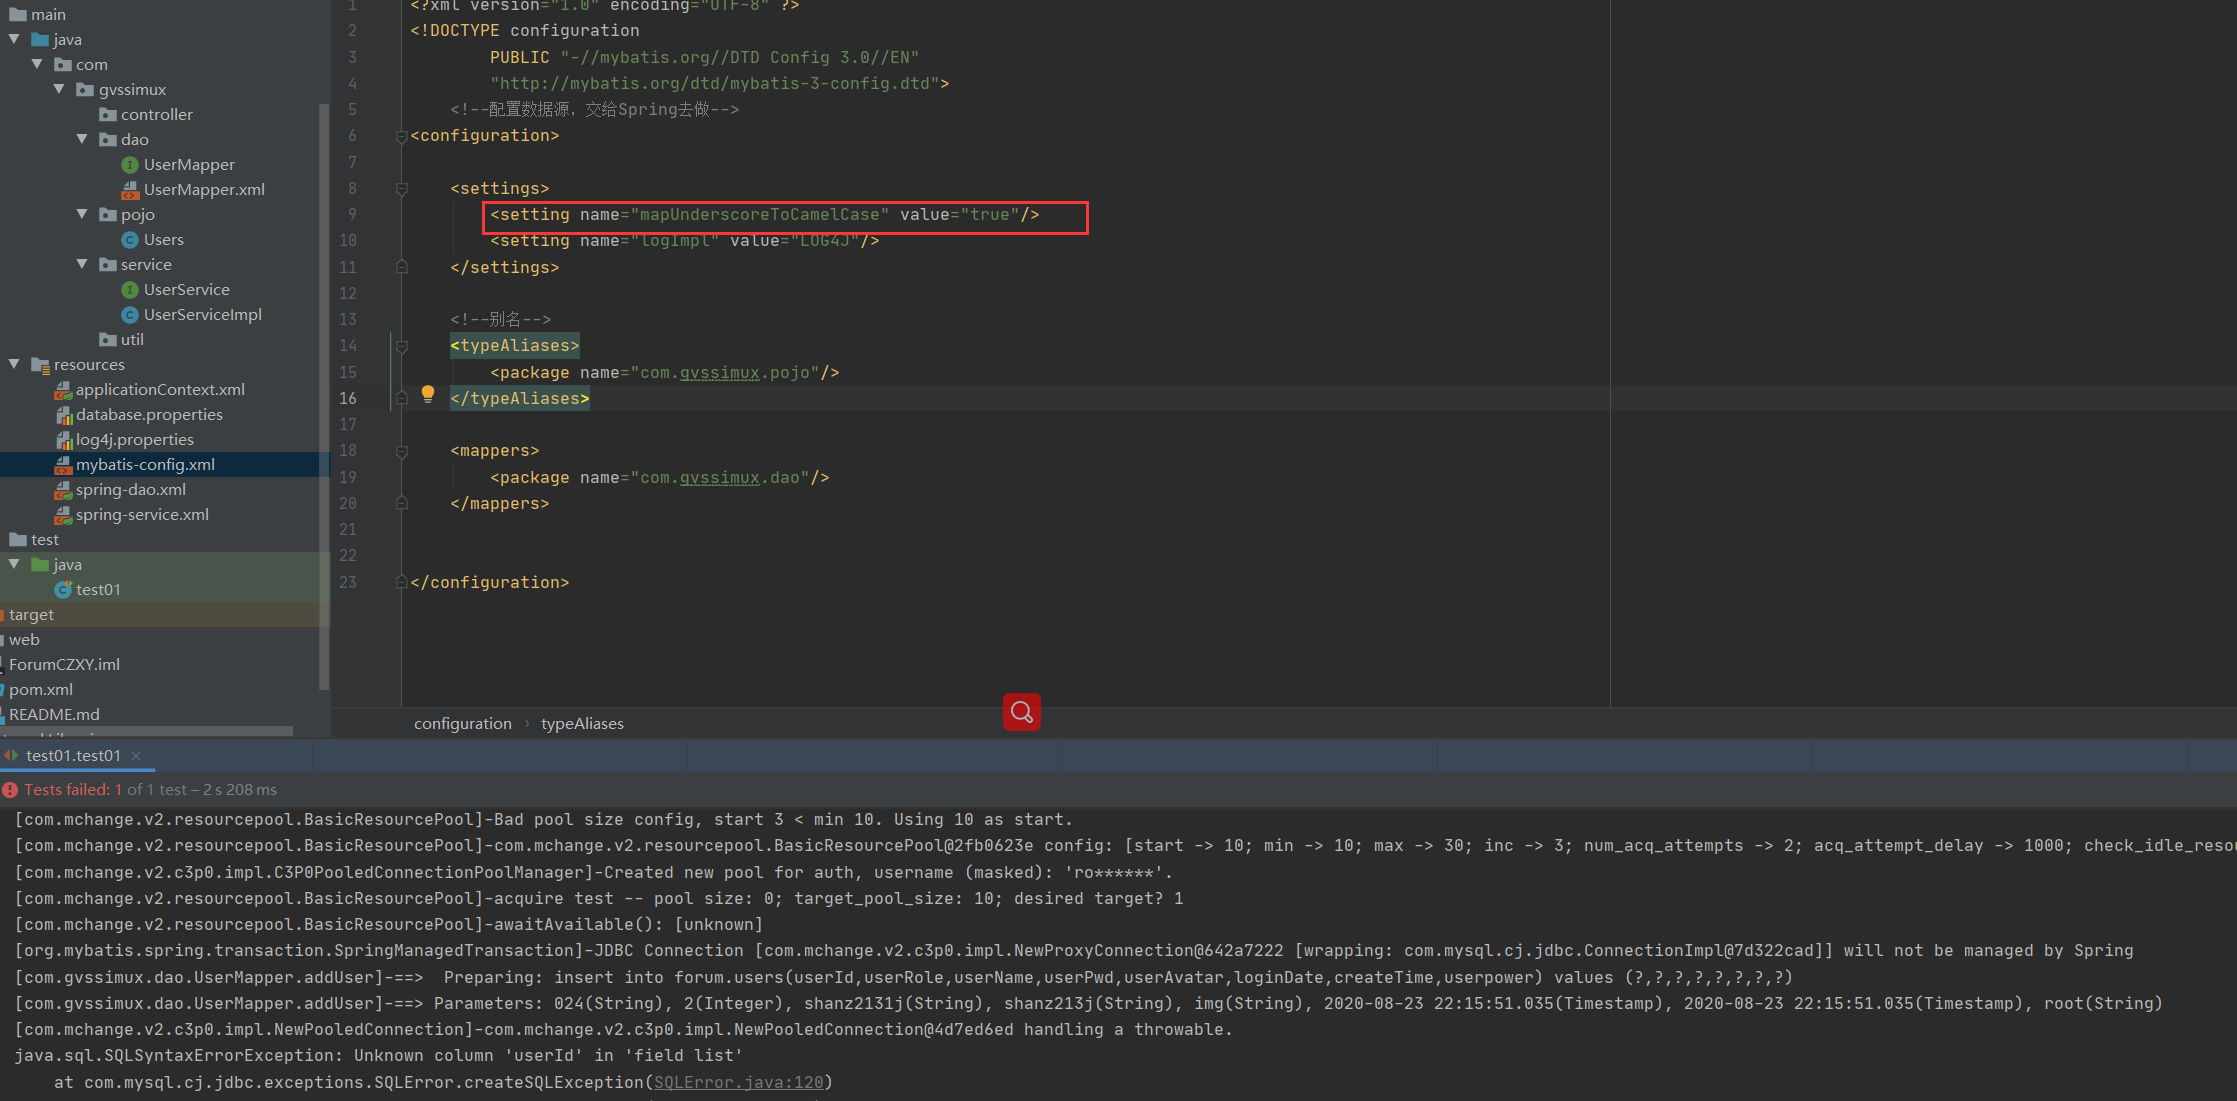 main
java
com
gvssimux
controller
dao
UserMapper
UserMapper.xml
pojo
Users
service
UserService
UserServiceImpl
util
resources
applicationContext.xml
database.properties
log4j.properties
mybatis-config.xml
spring-dao.xml
spring-service.xml
test
java
test01
target
web
ForumCZXY.iml
pom.xml
README.md
1 <?xml version="1.0" encoding="UTF-8" ?>
2 <!DOCTYPE configuration
3 PUBLIC "-//mybatis.org//DTD Config 3.0//EN"
4 "http://mybatis.org/dtd/mybatis-3-config.dtd">
5 <!--配置数据源，交给Spring去做-->
6 <configuration>
7
8 <settings>
9 <setting name="mapUnderscoreToCamelCase" value="true"/>
10 <setting name="logImpl" value="LOG4J"/>
11 </settings>
12
13 <!--别名-->
14 <typeAliases>
15 <package name="com.gvssimux.pojo"/>
16 </typeAliases>
17
18 <mappers>
19 <package name="com.gvssimux.dao"/>
20 </mappers>
21
22
23 </configuration>
configuration › typeAliases
test01.test01 ×
Tests failed: 1 of 1 test – 2 s 208 ms
[com.mchange.v2.resourcepool.BasicResourcePool]-Bad pool size config, start 3 < min 10. Using 10 as start.
[com.mchange.v2.resourcepool.BasicResourcePool]-com.mchange.v2.resourcepool.BasicResourcePool@2fb0623e config: [start -> 10; min -> 10; max -> 30; inc -> 3; num_acq_attempts -> 2; acq_attempt_delay -> 1000; check_idle_resou
[com.mchange.v2.c3p0.impl.C3P0PooledConnectionPoolManager]-Created new pool for auth, username (masked): 'ro******'.
[com.mchange.v2.resourcepool.BasicResourcePool]-acquire test -- pool size: 0; target_pool_size: 10; desired target? 1
[com.mchange.v2.resourcepool.BasicResourcePool]-awaitAvailable(): [unknown]
[org.mybatis.spring.transaction.SpringManagedTransaction]-JDBC Connection [com.mchange.v2.c3p0.impl.NewProxyConnection@642a7222 [wrapping: com.mysql.cj.jdbc.ConnectionImpl@7d322cad]] will not be managed by Spring
[com.gvssimux.dao.UserMapper.addUser]-==>  Preparing: insert into forum.users(userId,userRole,userName,userPwd,userAvatar,loginDate,createTime,userpower) values (?,?,?,?,?,?,?,?)
[com.gvssimux.dao.UserMapper.addUser]-==> Parameters: 024(String), 2(Integer), shanz2131j(String), shanz213j(String), img(String), 2020-08-23 22:15:51.035(Timestamp), 2020-08-23 22:15:51.035(Timestamp), root(String)
[com.mchange.v2.c3p0.impl.NewPooledConnection]-com.mchange.v2.c3p0.impl.NewPooledConnection@4d7ed6ed handling a throwable.
java.sql.SQLSyntaxErrorException: Unknown column 'userId' in 'field list'
at com.mysql.cj.jdbc.exceptions.SQLError.createSQLException(SQLError.java:120)